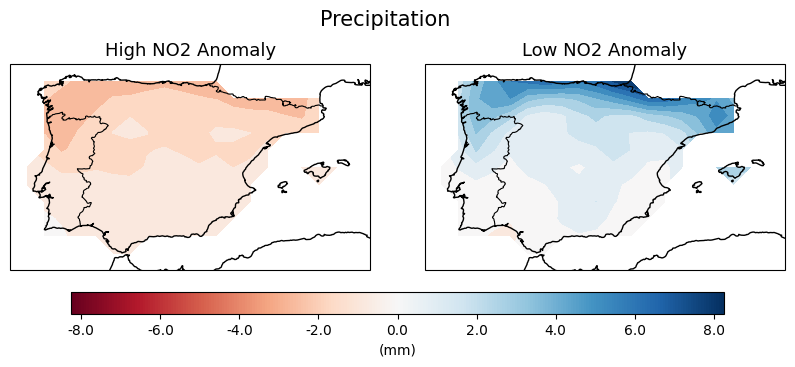 Precipitation
High NO2 Anomaly
Low NO2 Anomaly
-8.0 -6.0 -4.0 -2.0 0.0 2.0 4.0 6.0 8.0
(mm)